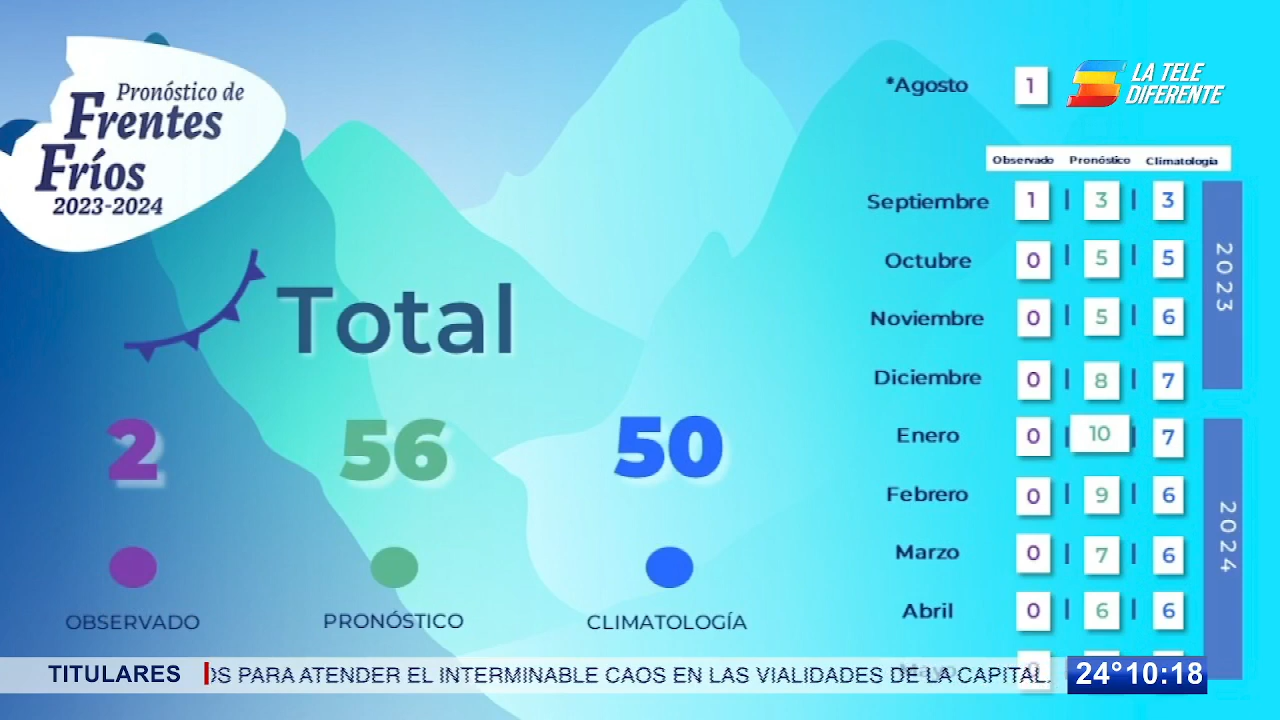 Pronóstico de
Frentes
Fríos
2023-2024
Total
2 56 50
OBSERVADO PRONÓSTICO CLIMATOLOGÍA
*Agosto 1
LA TELE
DIFERENTE
Observado Pronóstico Climatología
Septiembre 1 | 3 | 3
Octubre 0 | 5 | 5
Noviembre 0 | 5 | 6
Diciembre 0 | 8 | 7
2023
Enero 0 | 10 | 7
Febrero 0 | 9 | 6
Marzo 0 | 7 | 6
Abril 0 | 6 | 6
Mayo 0
2024
TITULARES OS PARA ATENDER EL INTERMINABLE CAOS EN LAS VIALIDADES DE LA CAPITAL. 24°10:18